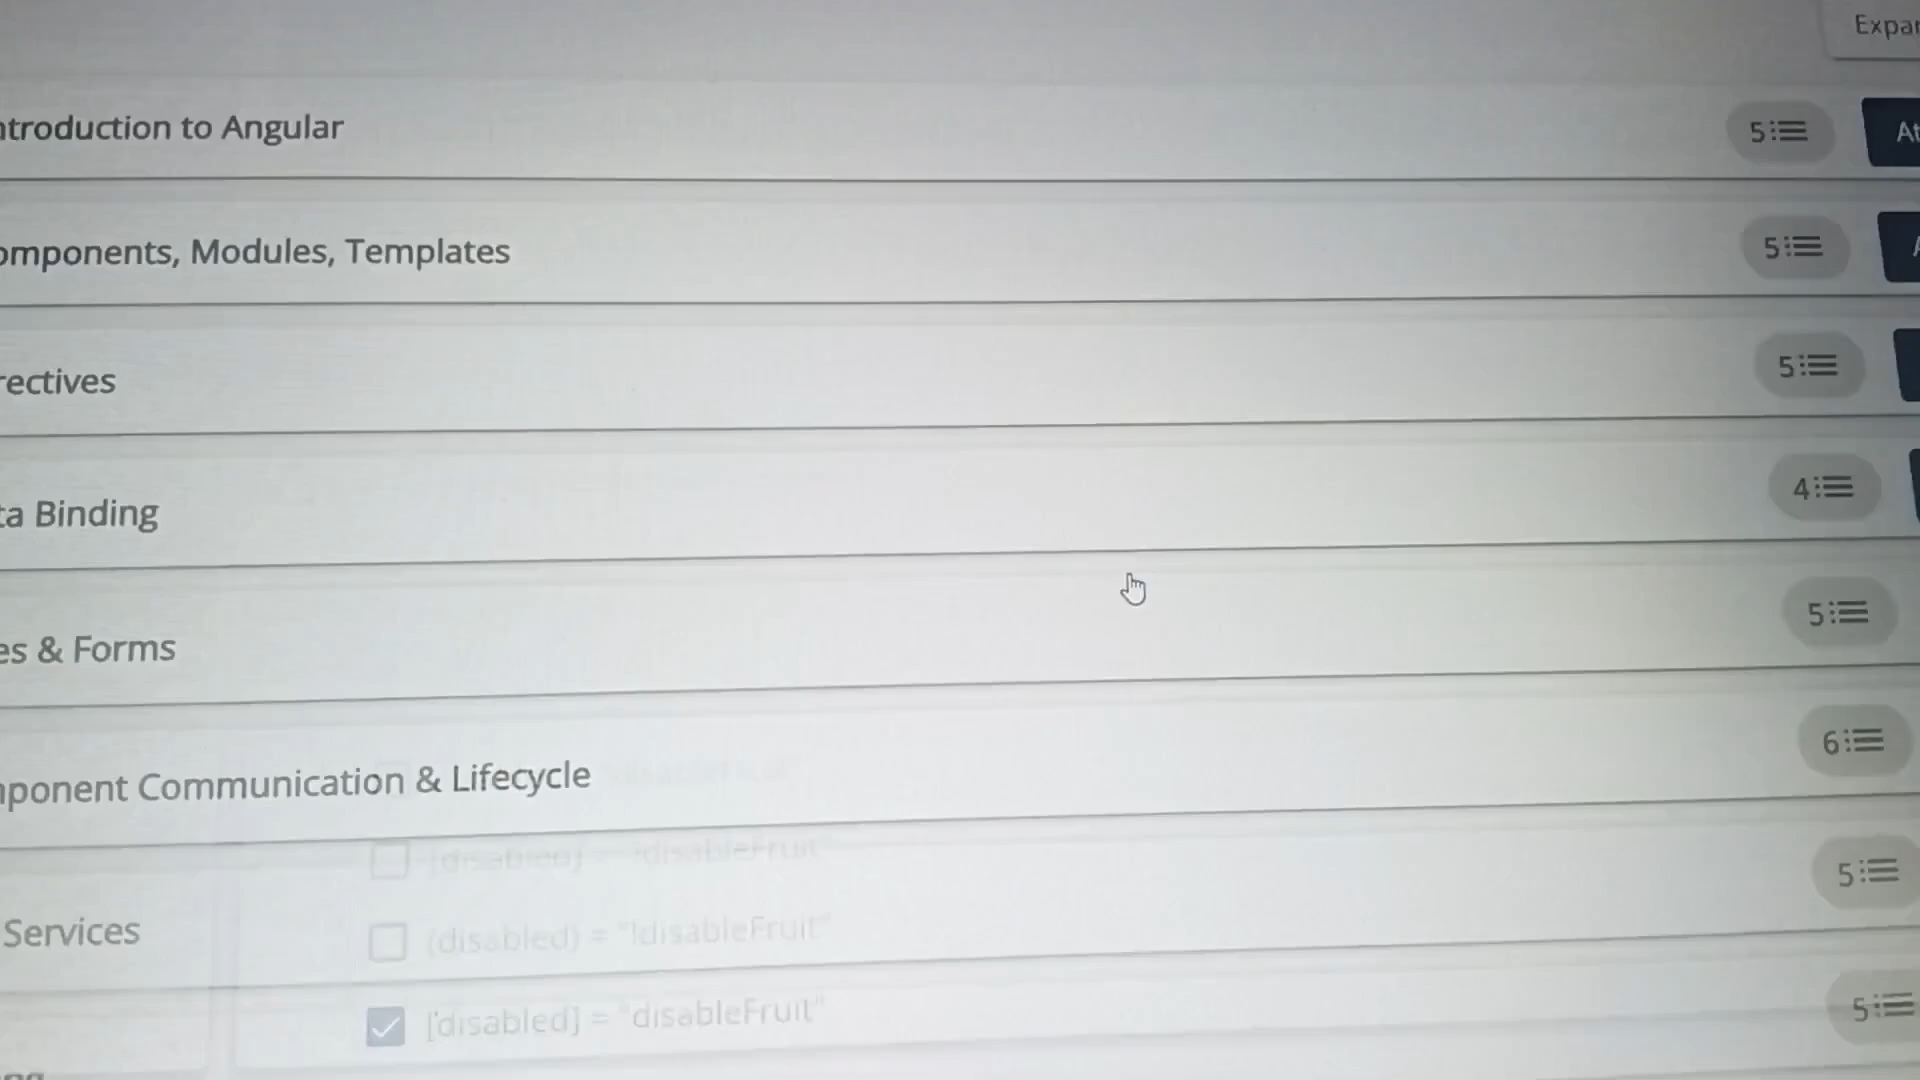 Expan
ntroduction to Angular
5
At
omponents, Modules, Templates
5
A
rectives
5
ta Binding
4
es & Forms
5
nponent Communication & Lifecycle
6
[disabled] = "!disableFruit"
5
Services
(disabled) = "!disableFruit"
[disabled] = "disableFruit"
5